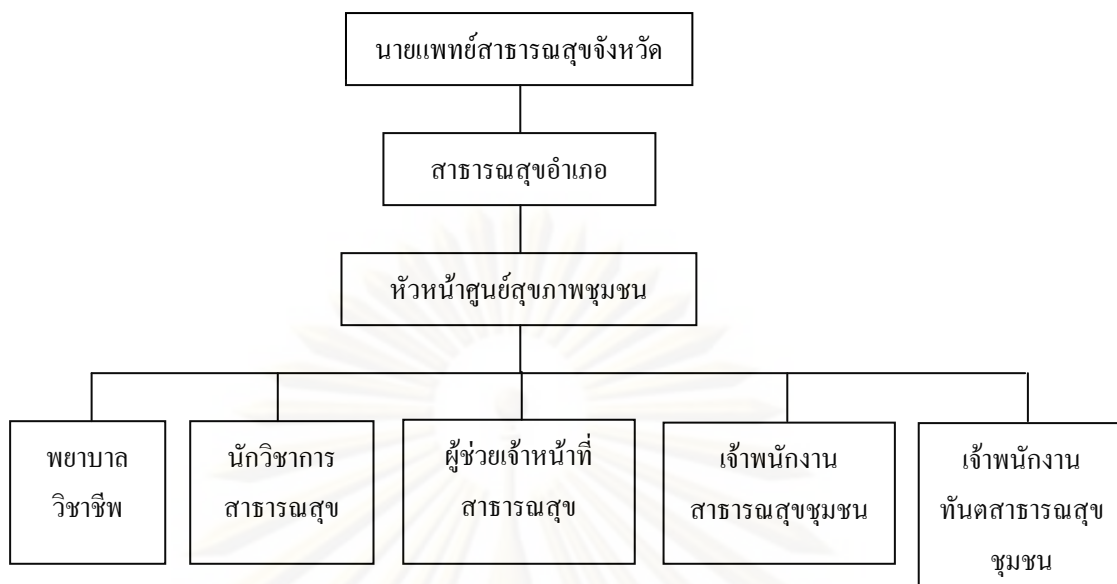 นายแพทย์สาธารณสุขจังหวัด
สาธารณสุขอำเภอ
หัวหน้าศูนย์สุขภาพชุมชน
พยาบาล
วิชาชีพ
นักวิชาการ
สาธารณสุข
ผู้ช่วยเจ้าหน้าที่
สาธารณสุข
เจ้าพนักงาน
สาธารณสุขชุมชน
เจ้าพนักงาน
ทันตสาธารณสุข
ชุมชน